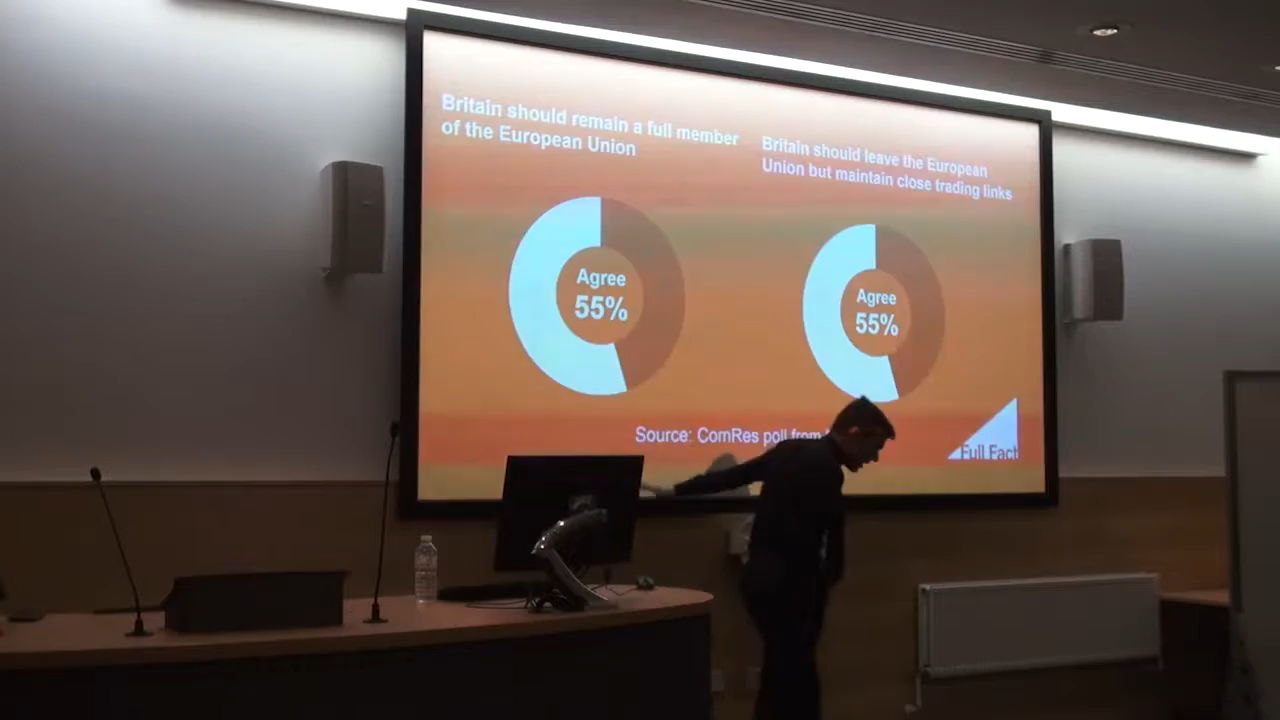 Britain should remain a full member
of the European Union
Britain should leave the European
Union but maintain close trading links
Agree
55%
Agree
55%
Source: ComRes poll from
Full Fact